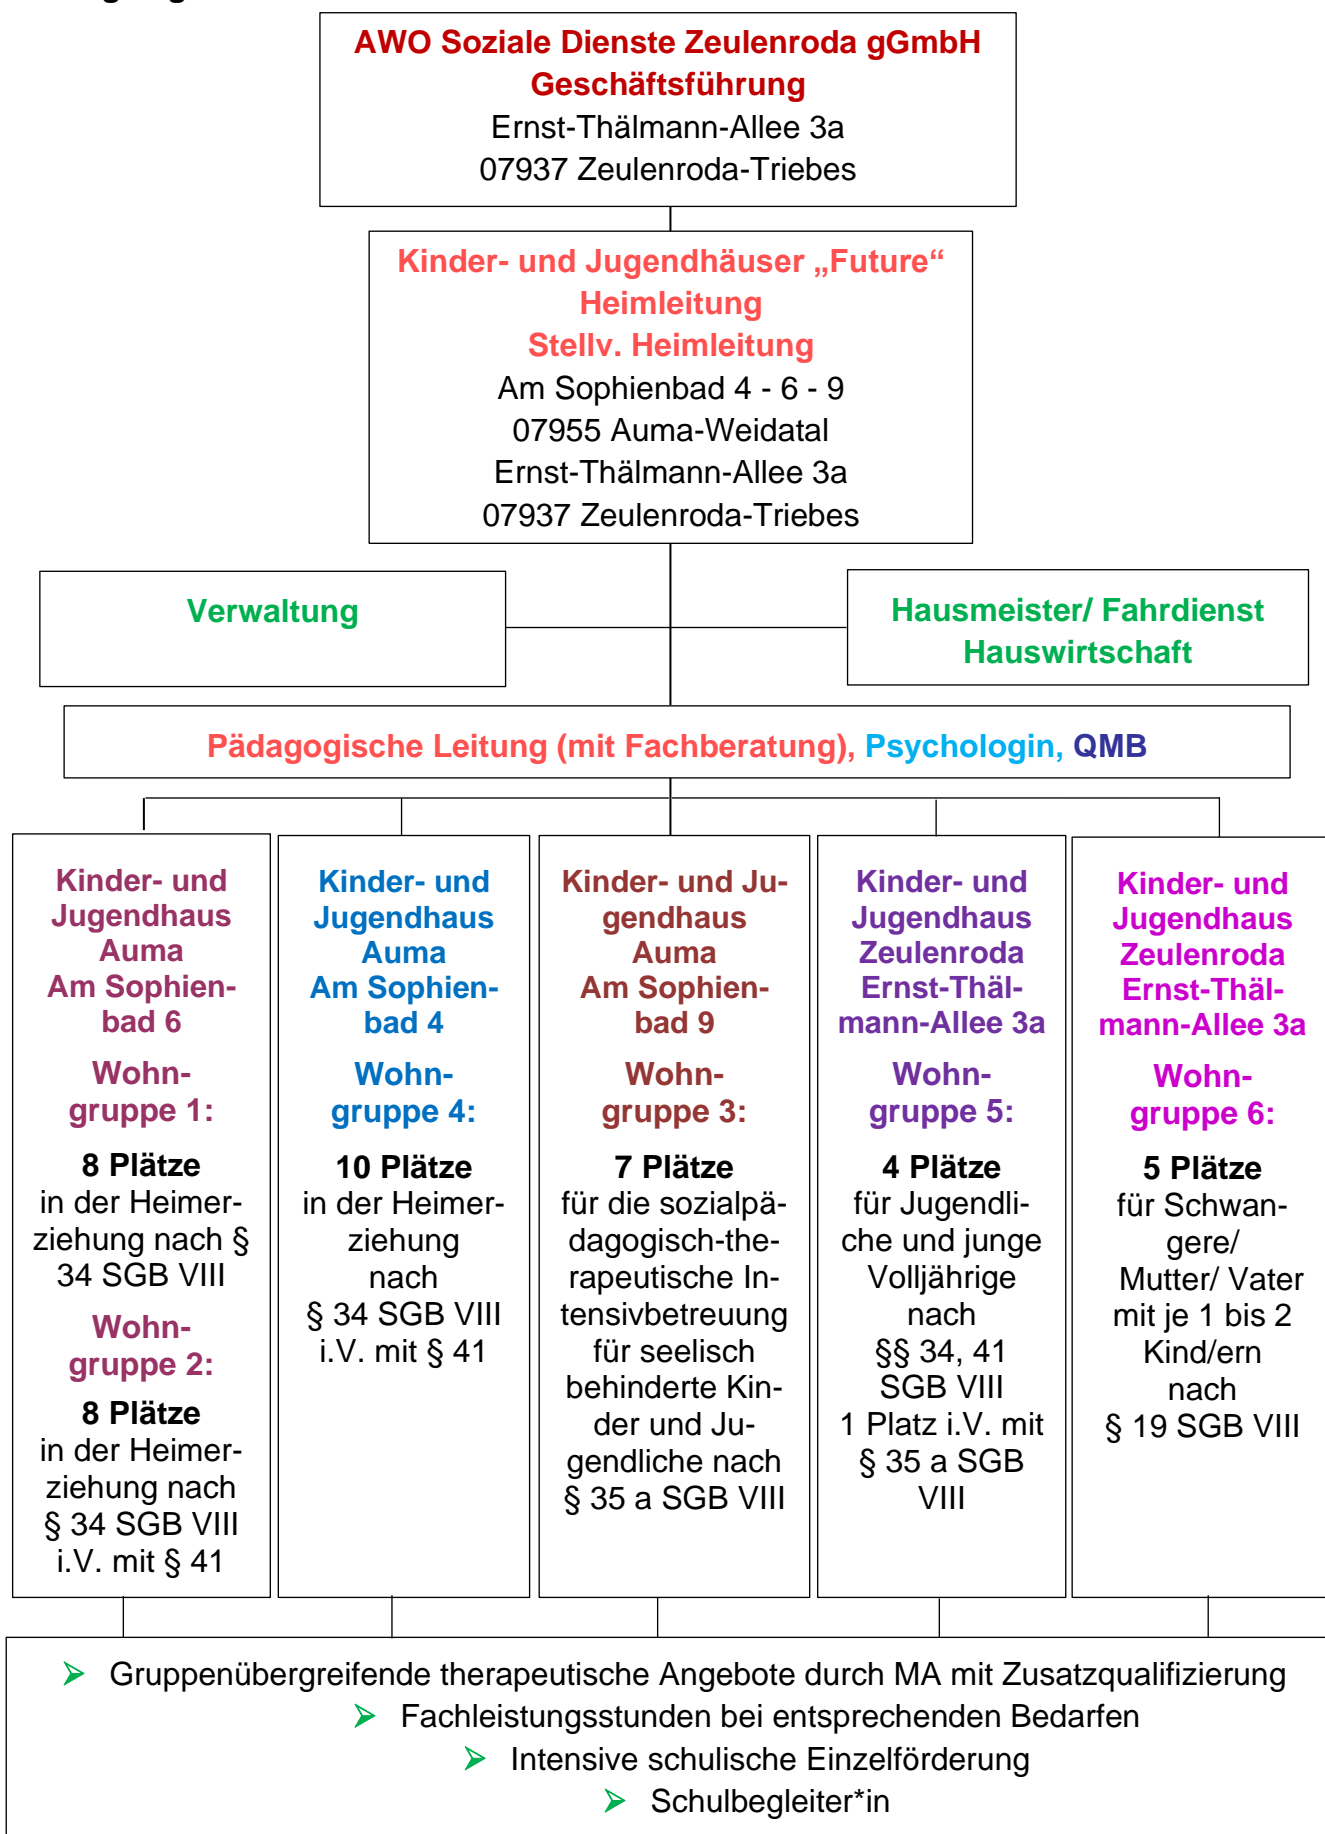 AWO Soziale Dienste Zeulenroda gGmbH
Geschäftsführung
Ernst-Thälmann-Allee 3a
07937 Zeulenroda-Triebes
Kinder- und Jugendhäuser „Future“
Heimleitung
Stellv. Heimleitung
Am Sophienbad 4 - 6 - 9
07955 Auma-Weidatal
Ernst-Thälmann-Allee 3a
07937 Zeulenroda-Triebes
Verwaltung
Hausmeister/ Fahrdienst
Hauswirtschaft
Pädagogische Leitung (mit Fachberatung), Psychologin, QMB
Kinder- und
Jugendhaus
Auma
Am Sophien-
bad 6
Wohn-
gruppe 1:
8 Plätze
in der Heimer-
ziehung nach §
34 SGB VIII
Wohn-
gruppe 2:
8 Plätze
in der Heimer-
ziehung nach
§ 34 SGB VIII
i.V. mit § 41
Kinder- und
Jugendhaus
Auma
Am Sophien-
bad 4
Wohn-
gruppe 4:
10 Plätze
in der Heimer-
ziehung
nach
§ 34 SGB VIII
i.V. mit § 41
Kinder- und Ju-
gendhaus
Auma
Am Sophien-
bad 9
Wohn-
gruppe 3:
7 Plätze
für die sozialpä-
dagogisch-the-
rapeutische In-
tensivbetreuung
für seelisch
behinderte Kin-
der und Ju-
gendliche nach
§ 35 a SGB VIII
Kinder- und
Jugendhaus
Zeulenroda
Ernst-Thäl-
mann-Allee 3a
Wohn-
gruppe 5:
4 Plätze
für Jugendli-
che und junge
Volljährige
nach
§§ 34, 41
SGB VIII
1 Platz i.V. mit
§ 35 a SGB
VIII
Kinder- und
Jugendhaus
Zeulenroda
Ernst-Thäl-
mann-Allee 3a
Wohn-
gruppe 6:
5 Plätze
für Schwan-
gere/
Mutter/ Vater
mit je 1 bis 2
Kind/ern
nach
§ 19 SGB VIII
➢ Gruppenübergreifende therapeutische Angebote durch MA mit Zusatzqualifizierung
➢ Fachleistungsstunden bei entsprechenden Bedarfen
➢ Intensive schulische Einzelförderung
➢ Schulbegleiter*in